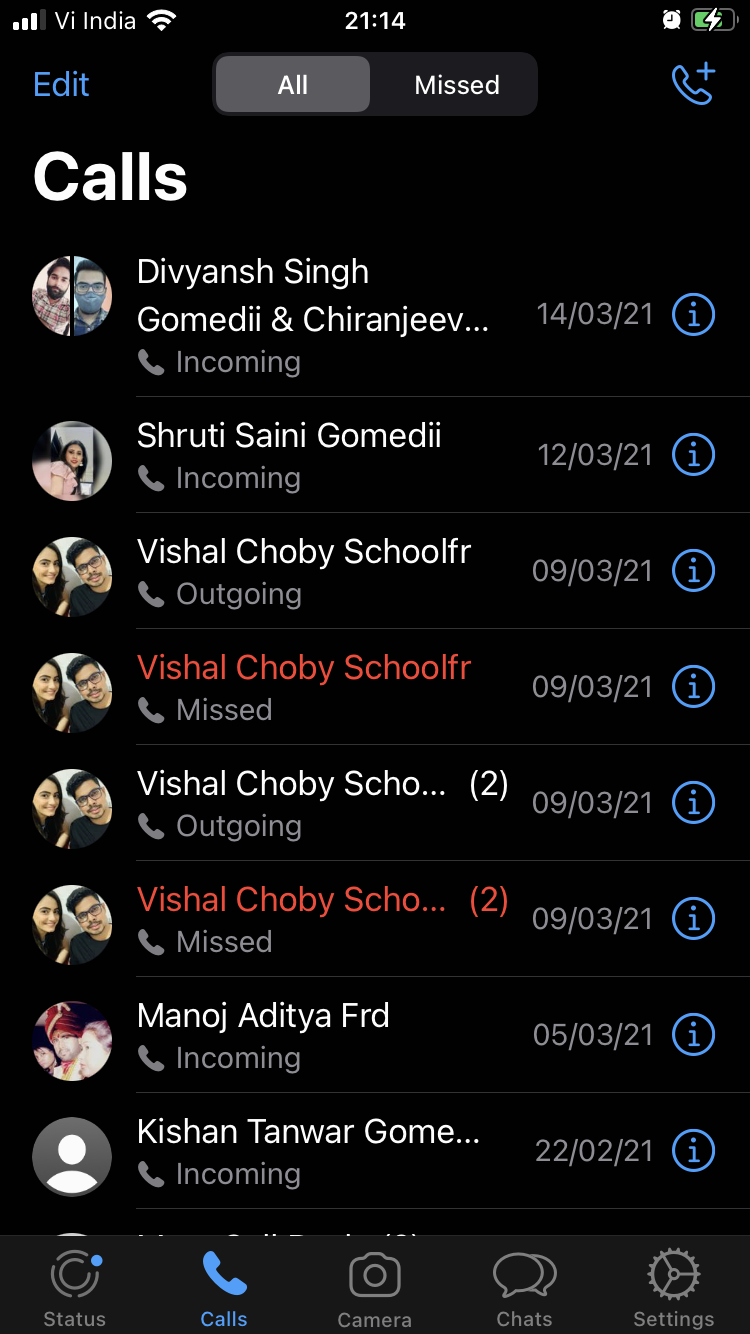 Vi India 21:14
Edit All Missed
Calls
Divyansh Singh
Gomedii & Chiranjeev...
14/03/21
Incoming
Shruti Saini Gomedii
12/03/21
Incoming
Vishal Choby Schoolfr
09/03/21
Outgoing
Vishal Choby Schoolfr
09/03/21
Missed
Vishal Choby Scho... (2)
09/03/21
Outgoing
Vishal Choby Scho... (2)
09/03/21
Missed
Manoj Aditya Frd
05/03/21
Incoming
Kishan Tanwar Gome...
22/02/21
Incoming
Status Calls Camera Chats Settings